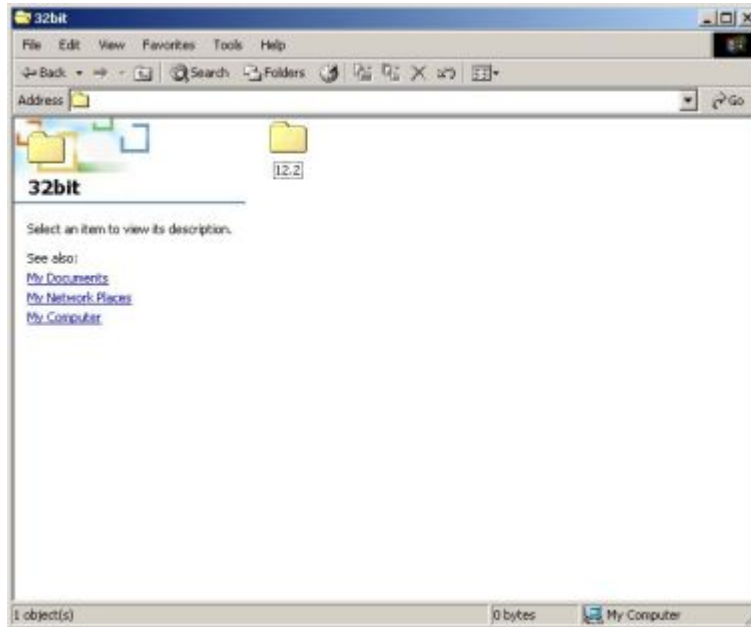 32bit
File Edit View Favorites Tools Help
Back Search Folders
Address Go
32bit
12.2
Select an item to view its description.
See also:
My Documents
My Network Places
My Computer
1 object(s) 0 bytes My Computer